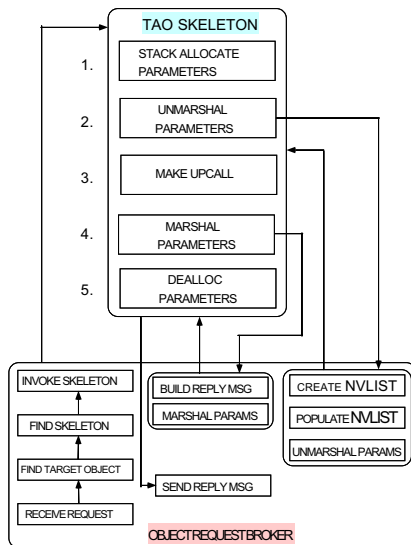 TAO SKELETON
1.
STACK ALLOCATE
PARAMETERS
2.
UNMARSHAL
PARAMETERS
3.
MAKE UPCALL
4.
MARSHAL
PARAMETERS
5.
DEALLOC
PARAMETERS
INVOKE SKELETON
FIND SKELETON
FIND TARGET OBJECT
RECEIVE REQUEST
BUILD REPLY MSG
MARSHAL PARAMS
SEND REPLY MSG
CREATE NVLIST
POPULATE NVLIST
UNMARSHAL PARAMS
OBJECT REQUEST BROKER